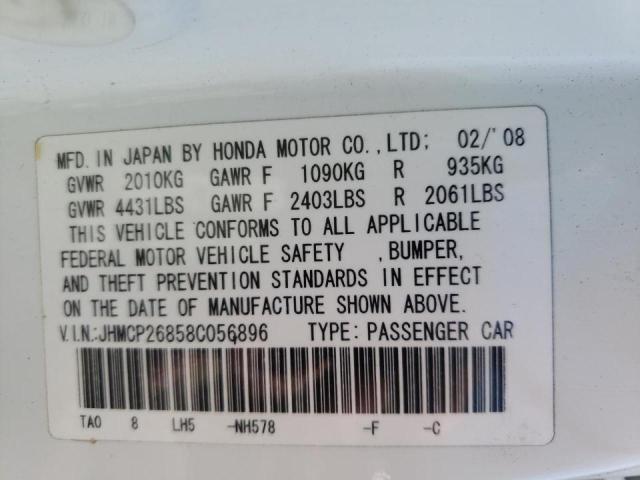 MFD. IN JAPAN BY HONDA MOTOR CO., LTD; 02/'08
GVWR 2010KG GAWR F 1090KG R 935KG
GVWR 4431LBS GAWR F 2403LBS R 2061LBS
THIS VEHICLE CONFORMS TO ALL APPLICABLE
FEDERAL MOTOR VEHICLE SAFETY , BUMPER,
AND THEFT PREVENTION STANDARDS IN EFFECT
ON THE DATE OF MANUFACTURE SHOWN ABOVE.
V.I.N.:JHMCP26858C056896 TYPE: PASSENGER CAR
TA0 8 LH5 -NH578 -F -C